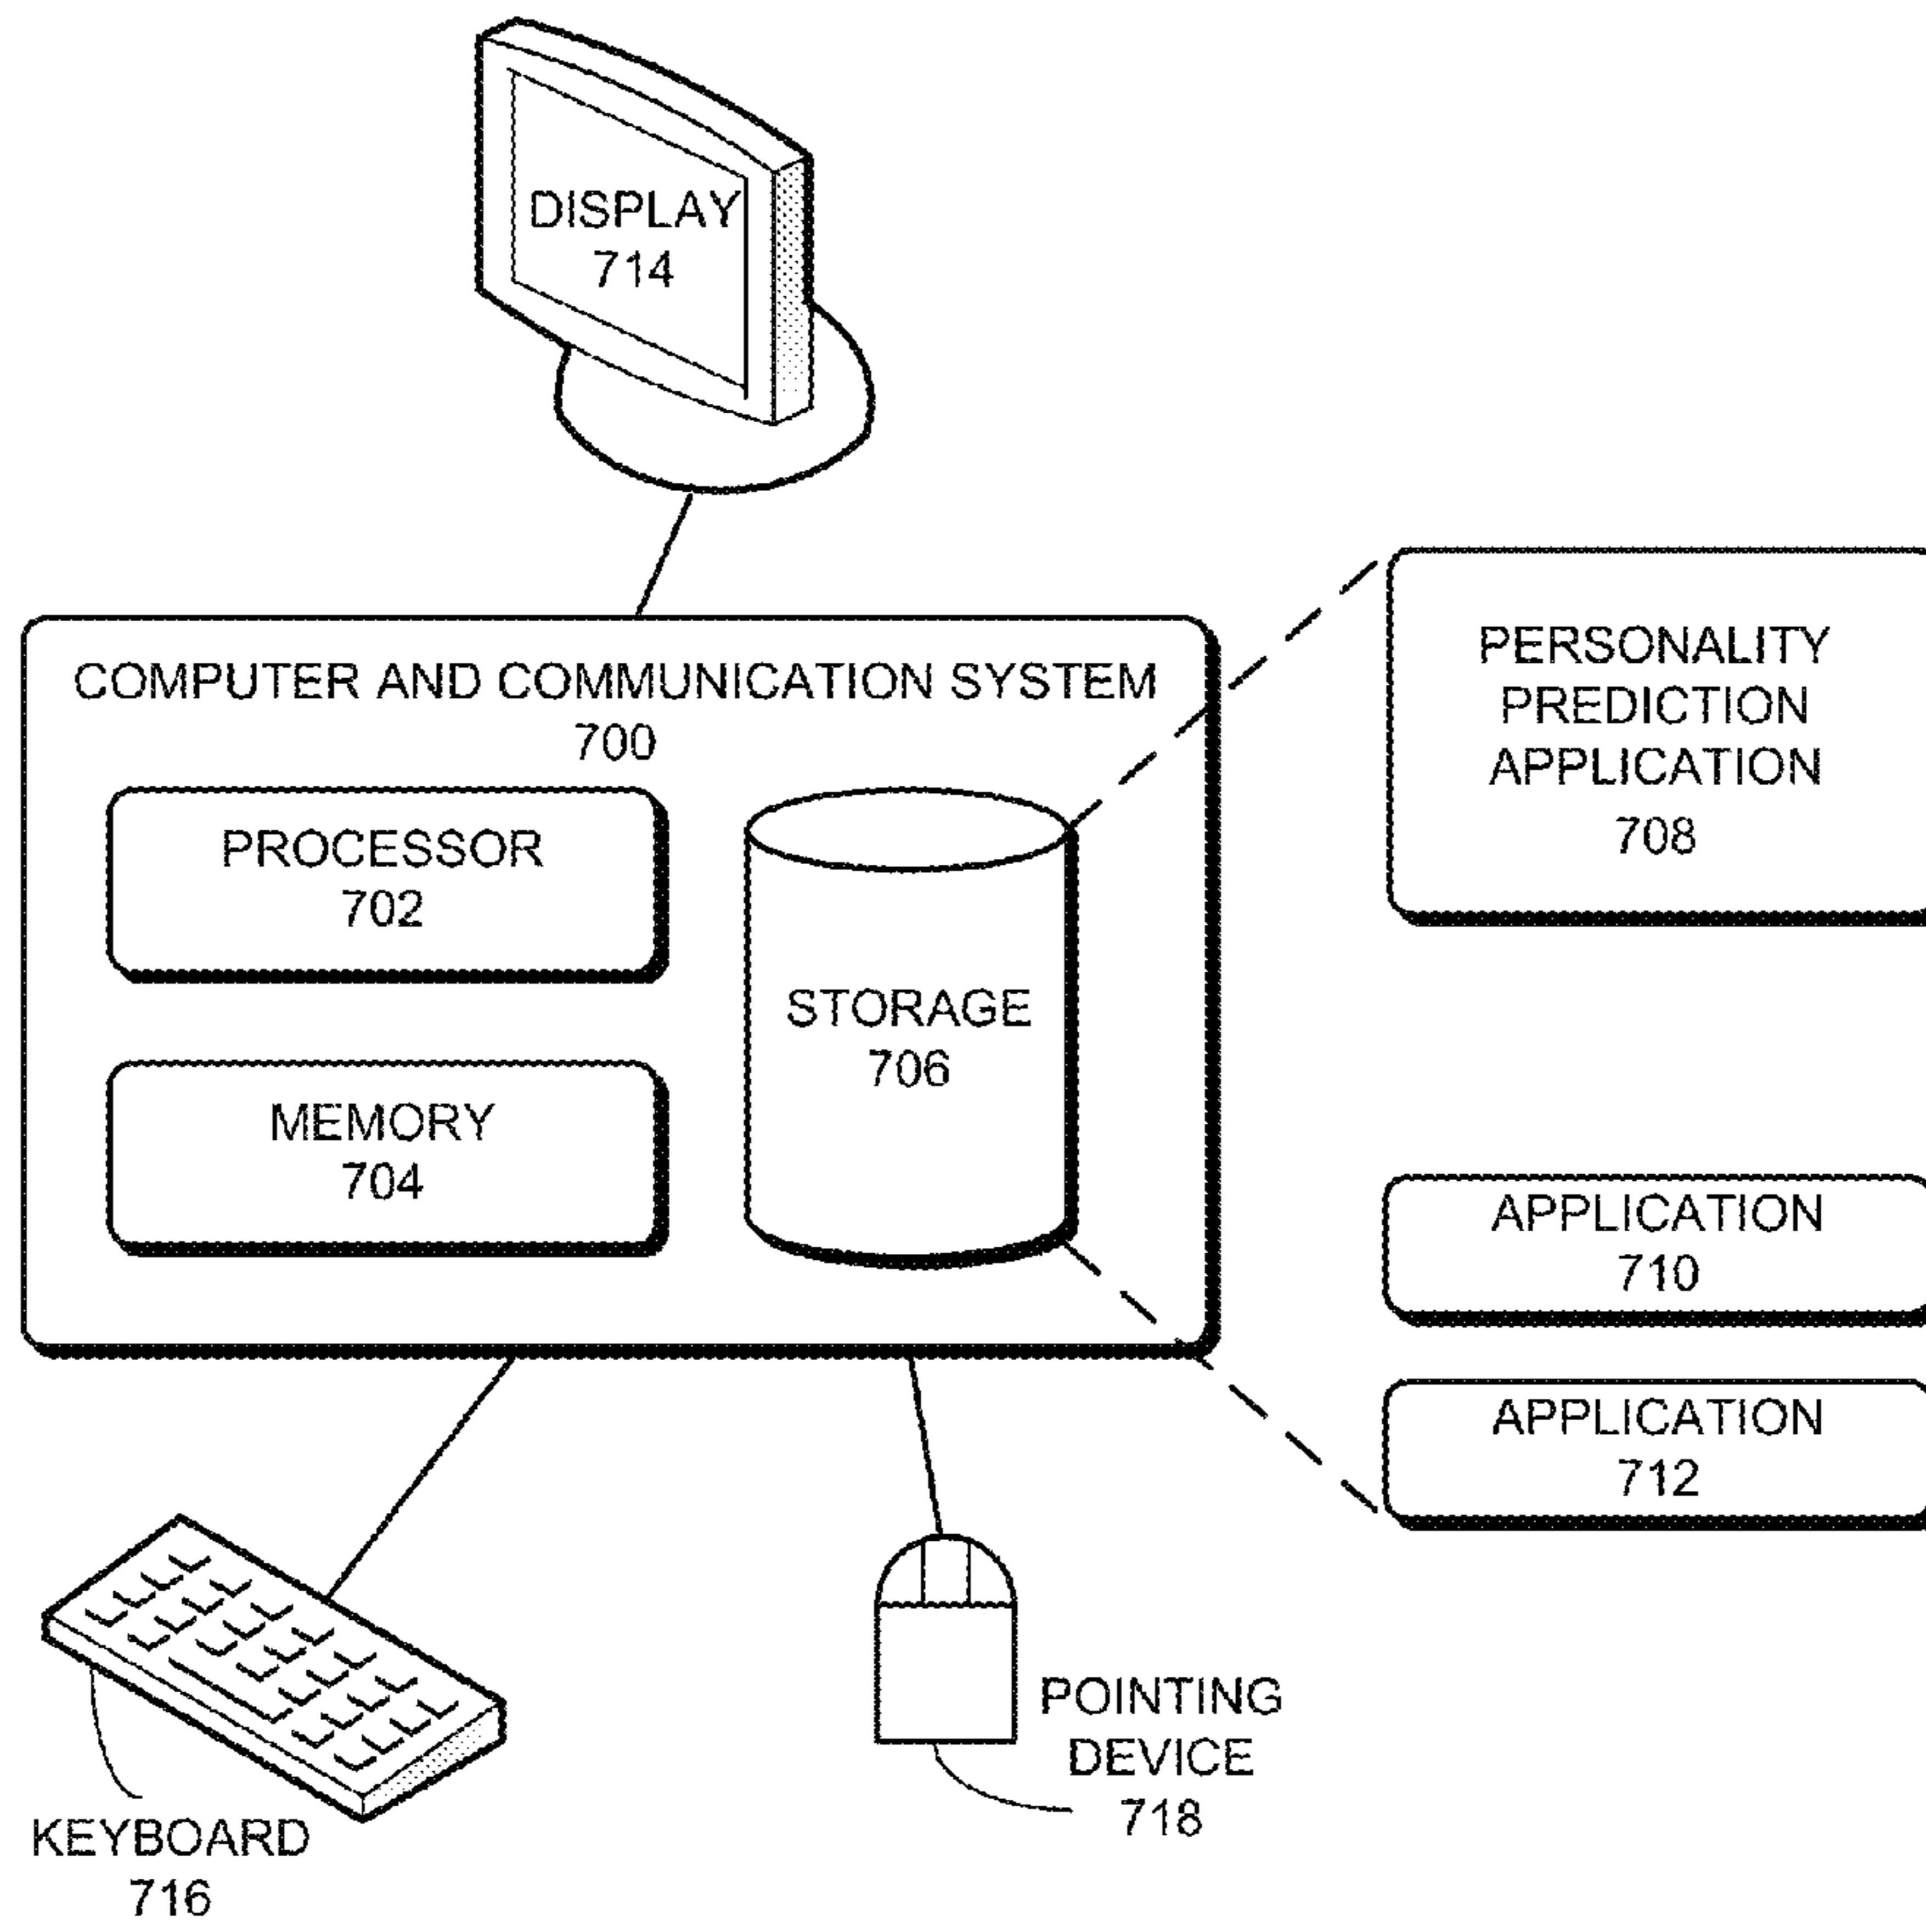 DISPLAY
714
COMPUTER AND COMMUNICATION SYSTEM
700
PROCESSOR
702
MEMORY
704
STORAGE
706
PERSONALITY
PREDICTION
APPLICATION
708
APPLICATION
710
APPLICATION
712
KEYBOARD
716
POINTING
DEVICE
718